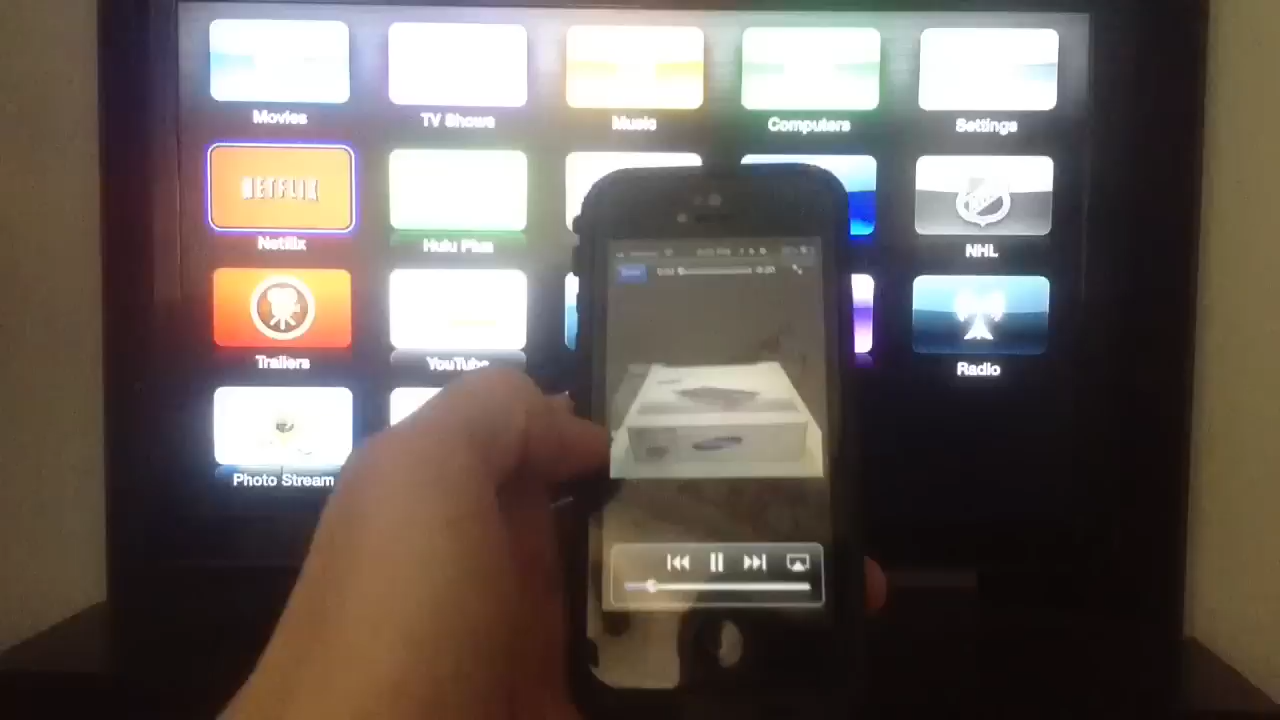 Movies
TV Shows
Music
Computers
Settings
NETFLIX
Netflix
Hulu Plus
NHL
Trailers
YouTube
Radio
Photo Stream